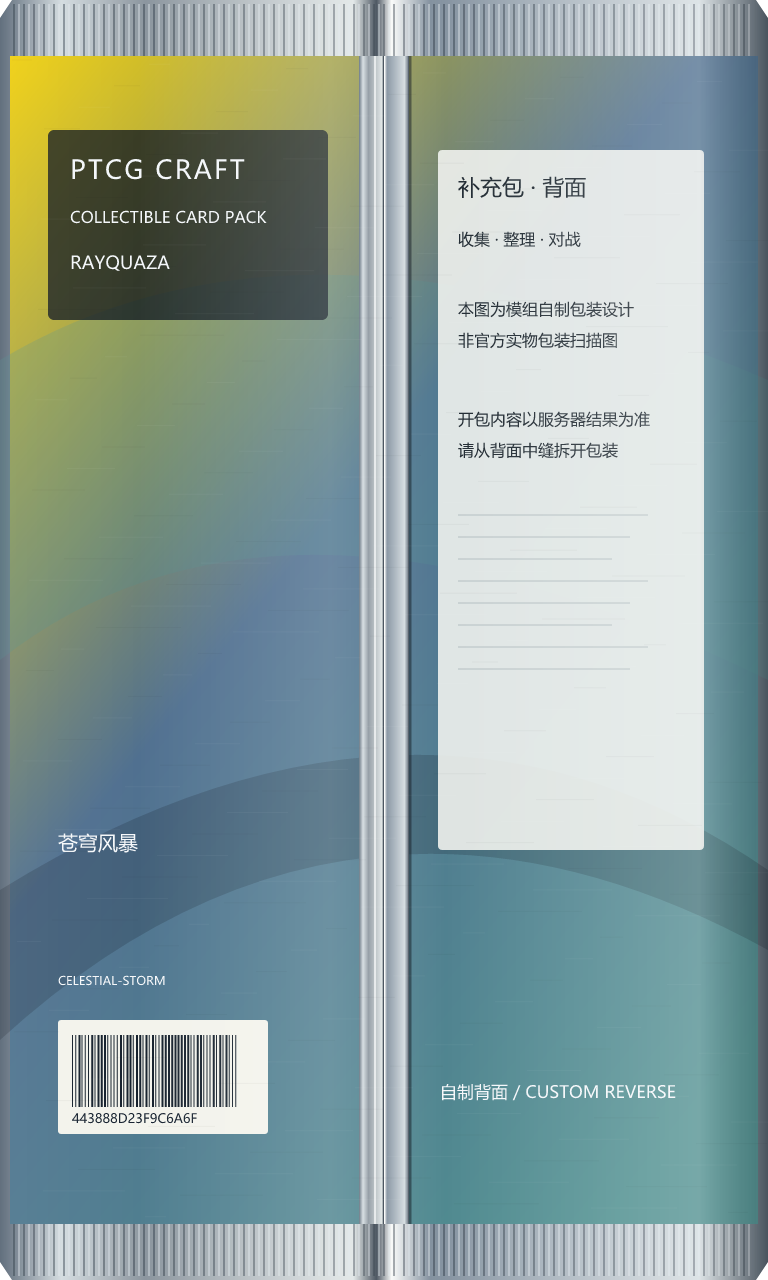 PTCG CRAFT
COLLECTIBLE CARD PACK
RAYQUAZA
苍穹风暴
CELESTIAL-STORM
443888D23F9C6A6F
补充包 · 背面
收集 · 整理 · 对战
本图为模组自制包装设计
非官方实物包装扫描图
开包内容以服务器结果为准
请从背面中缝拆开包装
自制背面 / CUSTOM REVERSE